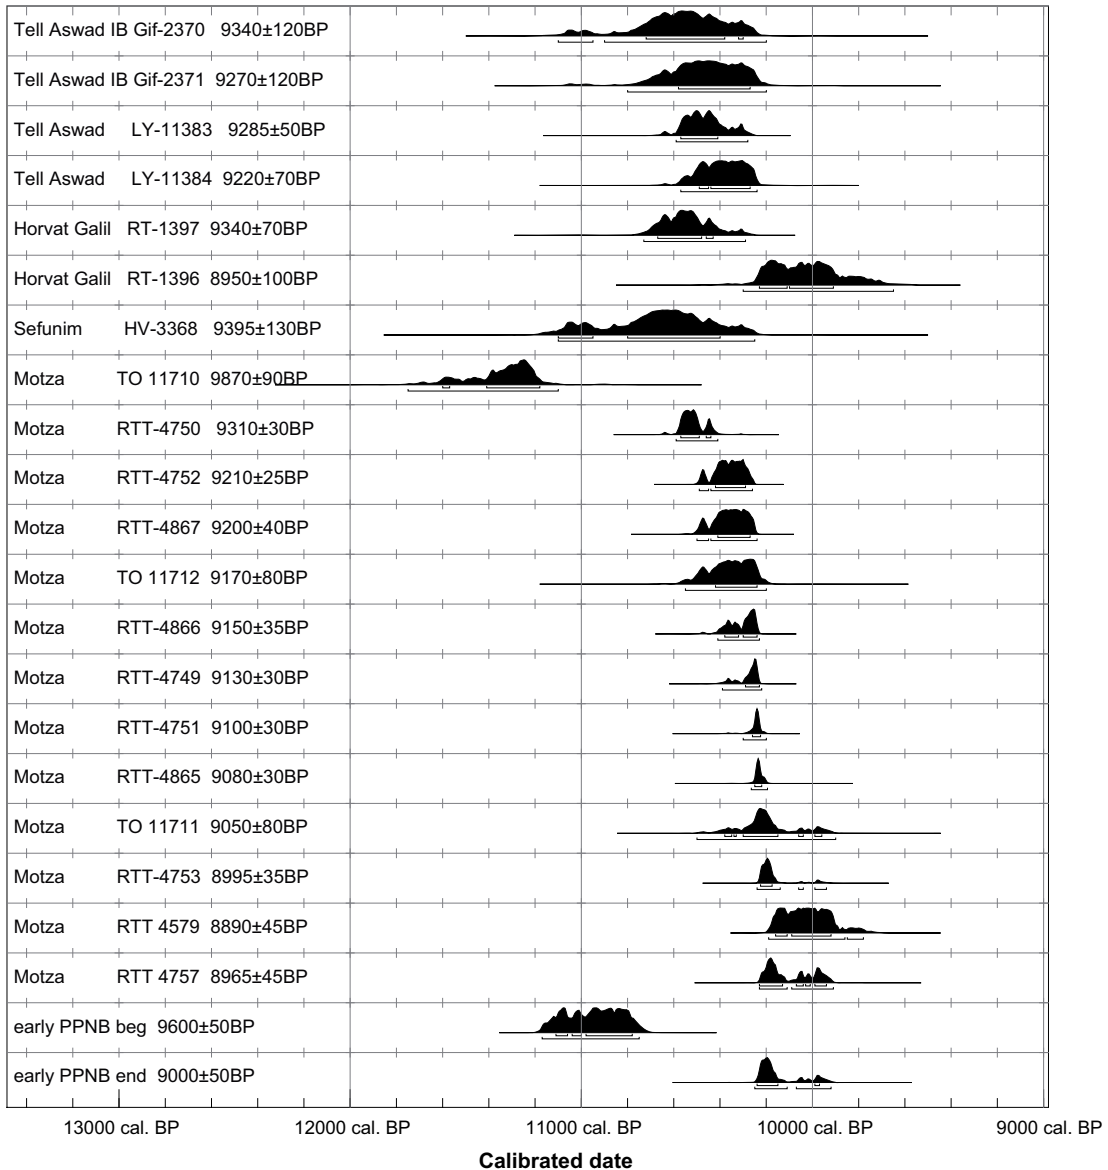 Tell Aswad IB Gif-2370 9340±120BP
Tell Aswad IB Gif-2371 9270±120BP
Tell Aswad LY-11383 9285±50BP
Tell Aswad LY-11384 9220±70BP
Horvat Galil RT-1397 9340±70BP
Horvat Galil RT-1396 8950±100BP
Sefunim HV-3368 9395±130BP
Motza TO 11710 9870±90BP
Motza RTT-4750 9310±30BP
Motza RTT-4752 9210±25BP
Motza RTT-4867 9200±40BP
Motza TO 11712 9170±80BP
Motza RTT-4866 9150±35BP
Motza RTT-4749 9130±30BP
Motza RTT-4751 9100±30BP
Motza RTT-4865 9080±30BP
Motza TO 11711 9050±80BP
Motza RTT-4753 8995±35BP
Motza RTT 4579 8890±45BP
Motza RTT 4757 8965±45BP
early PPNB beg 9600±50BP
early PPNB end 9000±50BP
13000 cal. BP 12000 cal. BP 11000 cal. BP 10000 cal. BP 9000 cal. BP
Calibrated date